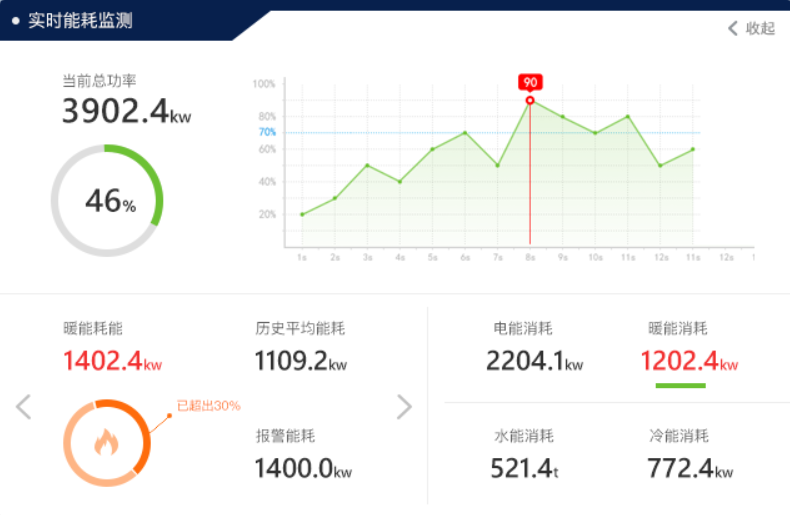 实时能耗监测
收起
当前总功率
3902.4kw
46%
100%
80%
70%
60%
40%
20%
90
1s 2s 3s 4s 5s 6s 7s 8s 9s 10s 11s 12s 11s 12s 1
暖能耗能
1402.4kw
已超出30%
历史平均能耗
1109.2kw
报警能耗
1400.0kw
电能消耗
2204.1kw
暖能消耗
1202.4kw
水能消耗
521.4t
冷能消耗
772.4kw